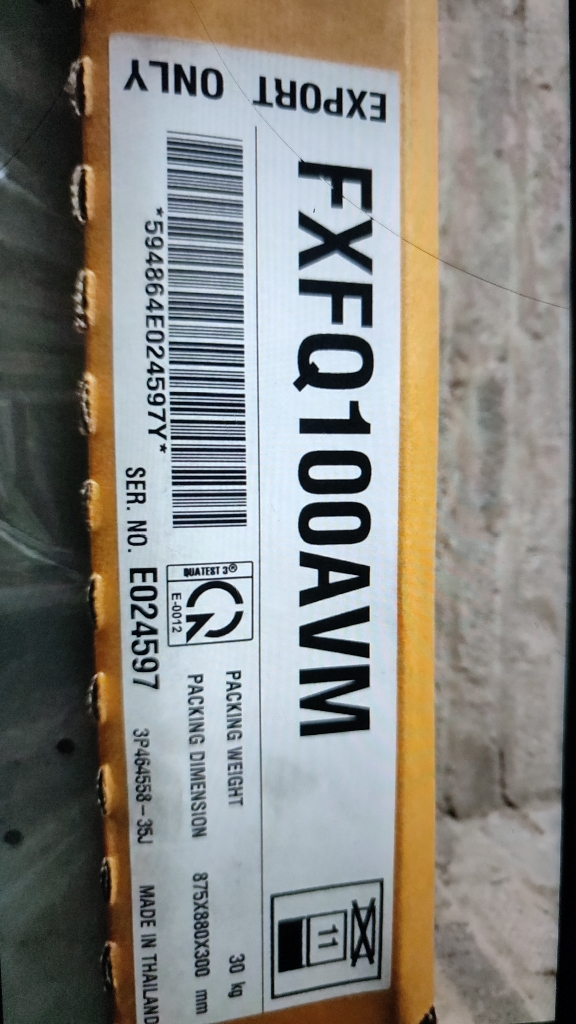 EXPORT ONLY
FXFQ100AVM
11
*594864E024597Y*
QUATEST 3®
E-0012
PACKING WEIGHT 30 kg
PACKING DIMENSION 875X880X300 mm
SER. NO. E024597 3P464558-35J MADE IN THAILAND